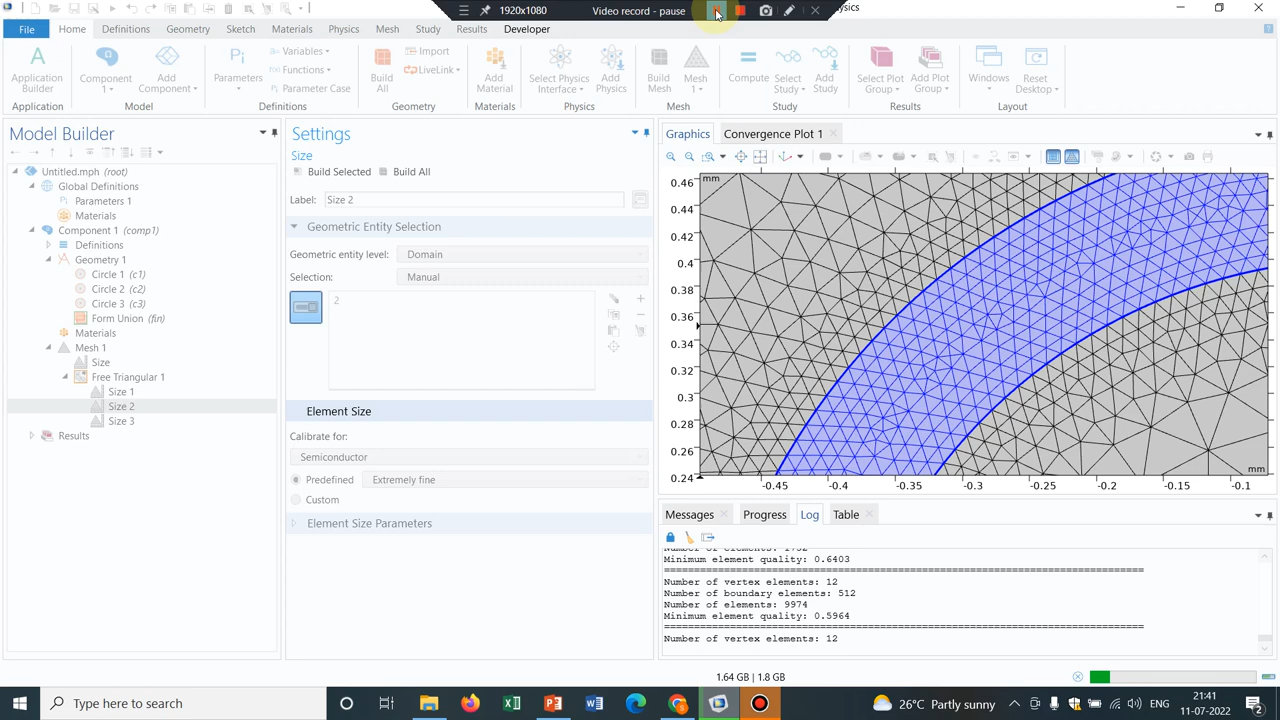 1920x1080
Video record - pause
ysics
File
Home
Definitions
Geometry
Sketch
Materials
Physics
Mesh
Study
Results
Developer
Application
Builder
Component
1
Add
Component
Parameters
Variables
Functions
Parameter Case
Build
All
Import
LiveLink
Add
Material
Select Physics
Interface
Add
Physics
Build
Mesh
Mesh
1
Compute
Select
Study
Add
Study
Select Plot
Group
Add Plot
Group
Windows
Reset
Desktop
Application
Model
Definitions
Geometry
Materials
Physics
Mesh
Study
Results
Layout
Model Builder
Untitled.mph (root)
Global Definitions
Parameters 1
Materials
Component 1 (comp1)
Definitions
Geometry 1
Circle 1 (c1)
Circle 2 (c2)
Circle 3 (c3)
Form Union (fin)
Materials
Mesh 1
Size
Free Triangular 1
Size 1
Size 2
Size 3
Results
Settings
Size
Build Selected
Build All
Label: Size 2
Geometric Entity Selection
Geometric entity level: Domain
Selection: Manual
2
Element Size
Calibrate for:
Semiconductor
Predefined Extremely fine
Custom
Element Size Parameters
Graphics
Convergence Plot 1
mm
0.46
0.44
0.42
0.4
0.38
0.36
0.34
0.32
0.3
0.28
0.26
0.24
mm
-0.45 -0.4 -0.35 -0.3 -0.25 -0.2 -0.15 -0.1
Messages
Progress
Log
Table
Number of elements: 1752
Minimum element quality: 0.6403
Number of vertex elements: 12
Number of boundary elements: 512
Number of elements: 9974
Minimum element quality: 0.5964
Number of vertex elements: 12
1.64 GB | 1.8 GB
Type here to search
26°C Partly sunny
ENG
21:41
11-07-2022